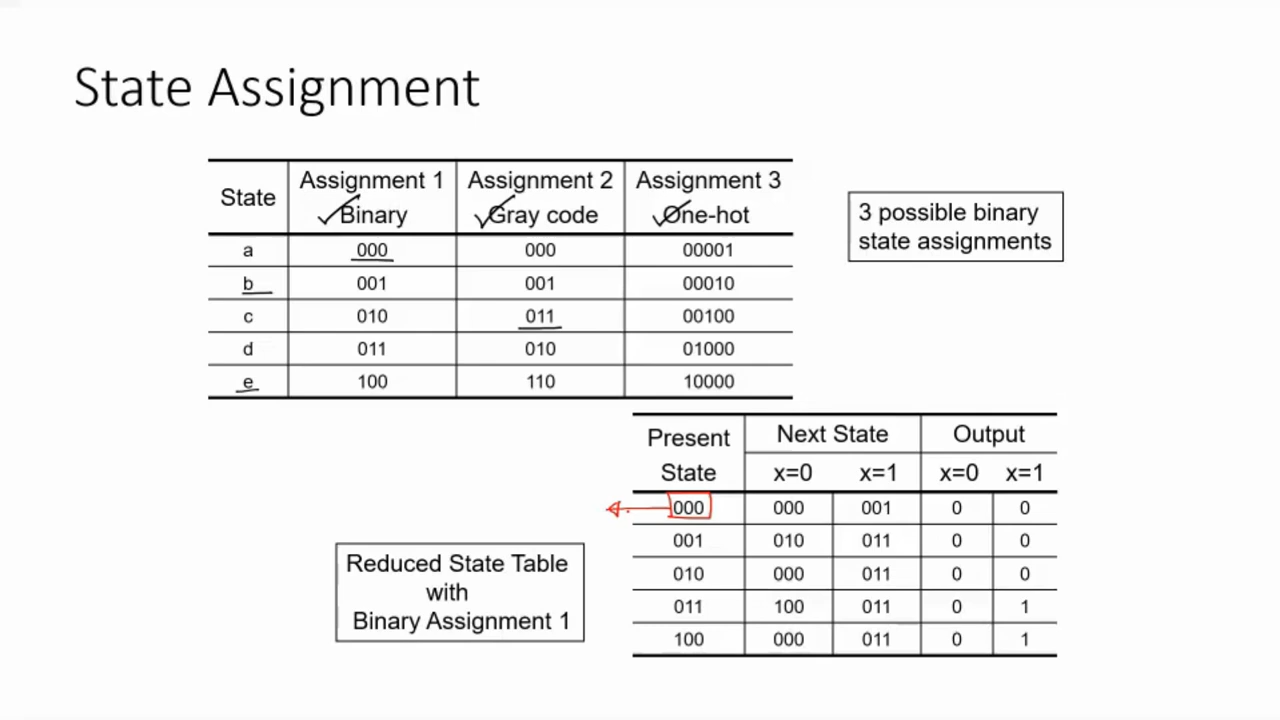 State Assignment
State Assignment 1 Binary Assignment 2 Gray code Assignment 3 One-hot
a 000 000 00001
b 001 001 00010
c 010 011 00100
d 011 010 01000
e 100 110 10000
3 possible binary
state assignments
Present Next State Output
State x=0 x=1 x=0 x=1
000 000 001 0 0
001 010 011 0 0
010 000 011 0 0
011 100 011 0 1
100 000 011 0 1
Reduced State Table
with
Binary Assignment 1